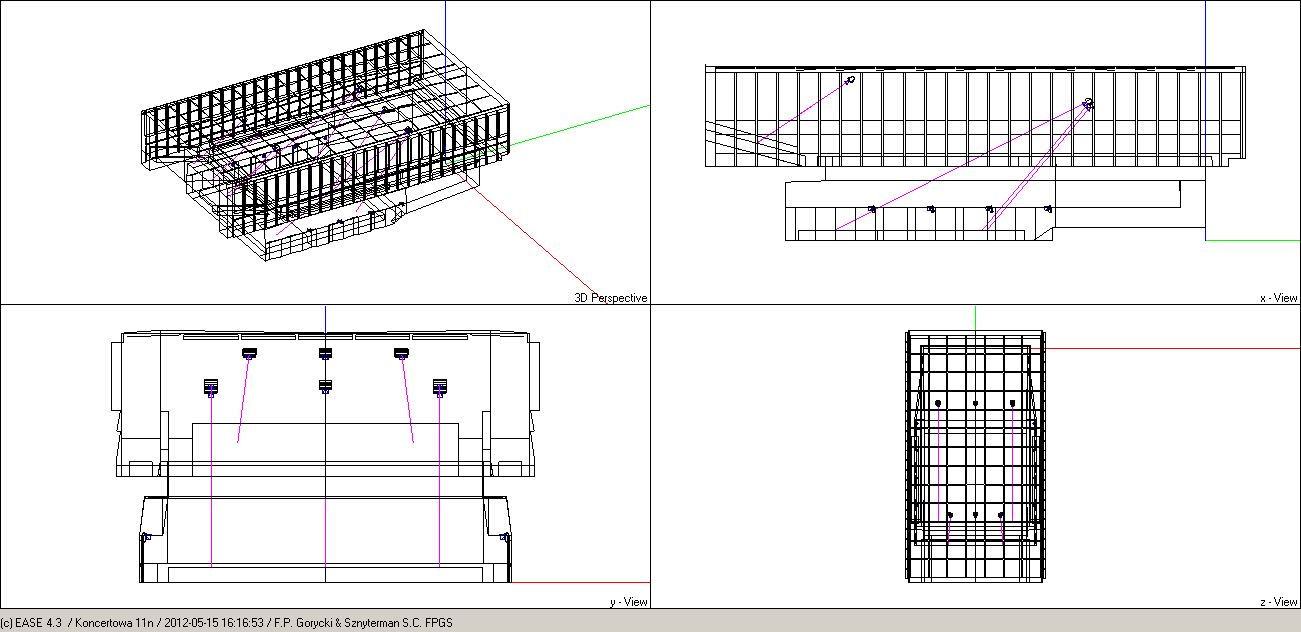 3D Perspective
x - View
y - View
z - View
(c) EASE 4.3 / Koncertowa 11n / 2012-05-15 16:16:53 / F.P. Gorycki & Sznyterman S.C. FPGS